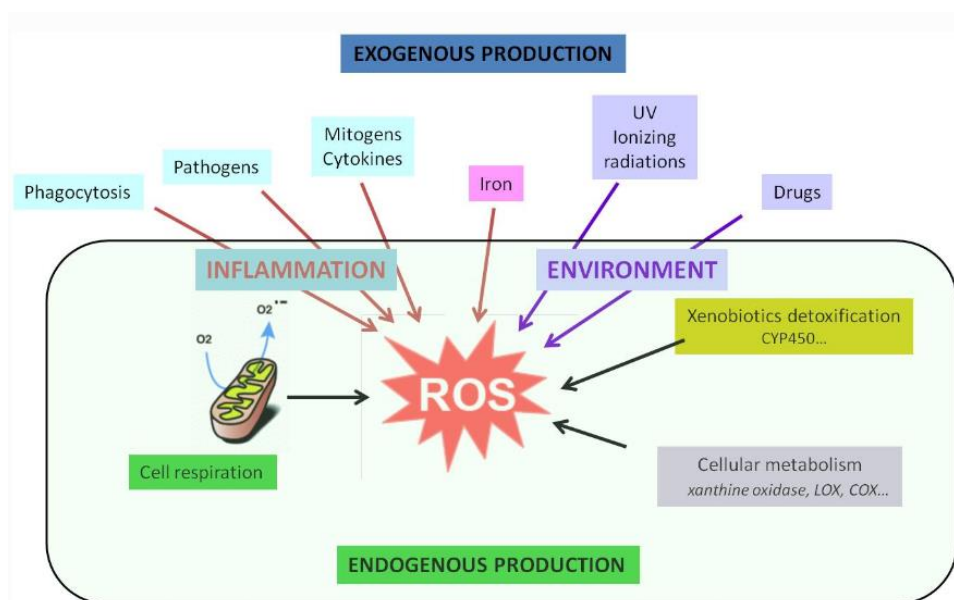 EXOGENOUS PRODUCTION
Mitogens
Cytokines
UV
Ionizing
radiations
Pathogens
Phagocytosis
Iron
Drugs
INFLAMMATION
ENVIRONMENT
O2 •−
O2
Xenobiotics detoxification
CYP450...
ROS
Cell respiration
Cellular metabolism
xanthine oxidase, LOX, COX...
ENDOGENOUS PRODUCTION